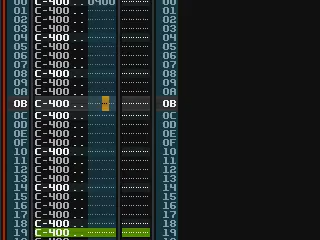 00 C-400 .. 0900 00
01 C-400 .. 01
02 C-400 .. 02
03 C-400 .. 03
04 C-400 .. 04
05 C-400 .. 05
06 C-400 .. 06
07 C-400 .. 07
08 C-400 .. 08
09 C-400 .. 09
0A C-400 .. 0A
0B C-400 .. 0B
0C C-400 .. 0C
0D C-400 .. 0D
0E C-400 .. 0E
0F C-400 .. 0F
10 C-400 .. 10
11 C-400 .. 11
12 C-400 .. 12
13 C-400 .. 13
14 C-400 .. 14
15 C-400 .. 15
16 C-400 .. 16
17 C-400 .. 17
18 C-400 .. 18
19 C-400 .. 19